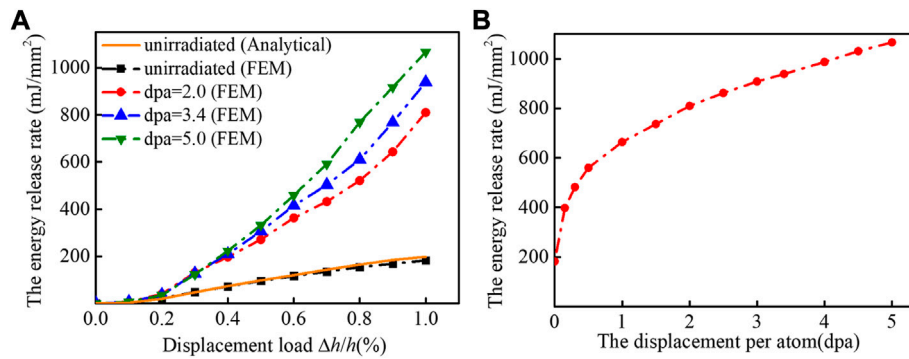 A
The energy release rate (mJ/mm²)
1000
800
600
400
200
unirradiated (Analytical)
unirradiated (FEM)
dpa=2.0 (FEM)
dpa=3.4 (FEM)
dpa=5.0 (FEM)
0.0 0.2 0.4 0.6 0.8 1.0
Displacement load Δh/h(%)
B
The energy release rate (mJ/mm²)
1000
800
600
400
200
0 1 2 3 4 5
The displacement per atom(dpa)